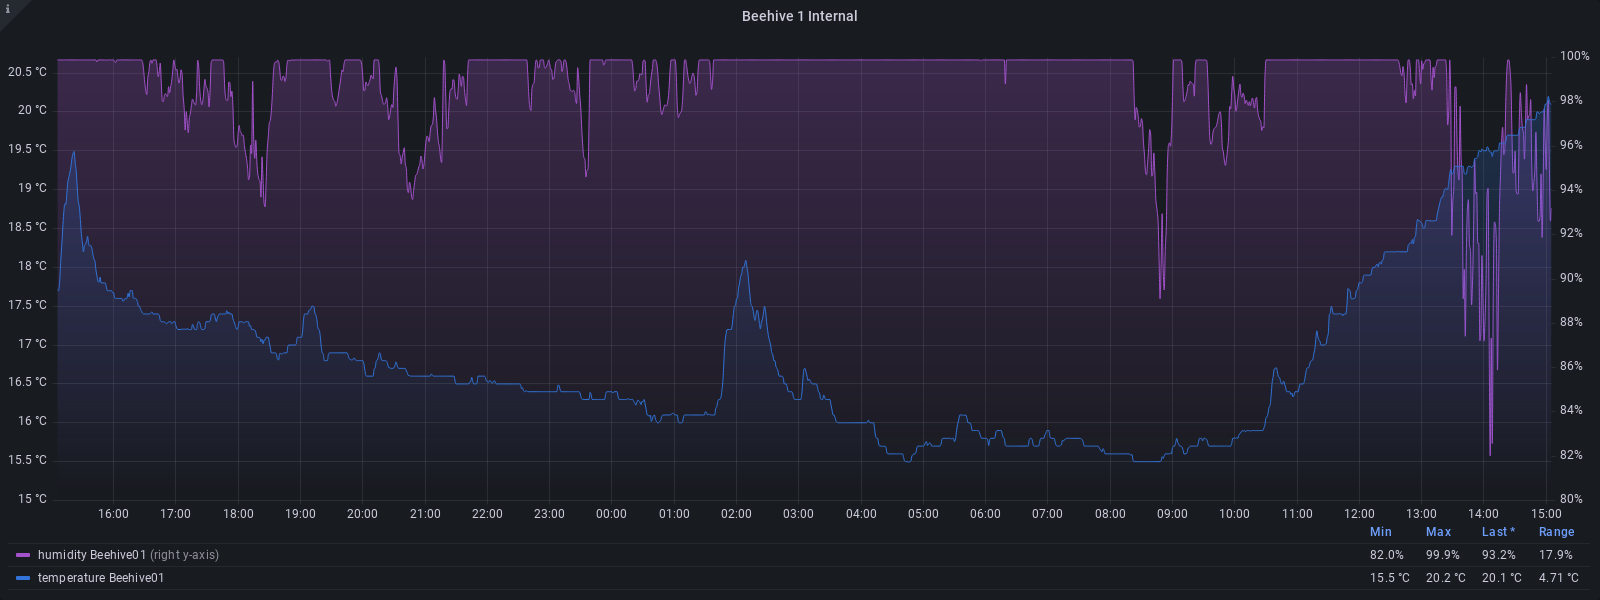 i
Beehive 1 Internal
20.5 °C
20 °C
19.5 °C
19 °C
18.5 °C
18 °C
17.5 °C
17 °C
16.5 °C
16 °C
15.5 °C
15 °C
100%
98%
96%
94%
92%
90%
88%
86%
84%
82%
80%
16:00 17:00 18:00 19:00 20:00 21:00 22:00 23:00 00:00 01:00 02:00 03:00 04:00 05:00 06:00 07:00 08:00 09:00 10:00 11:00 12:00 13:00 14:00 15:00
Min Max Last * Range
humidity Beehive01 (right y-axis) 82.0% 99.9% 93.2% 17.9%
temperature Beehive01 15.5 °C 20.2 °C 20.1 °C 4.71 °C